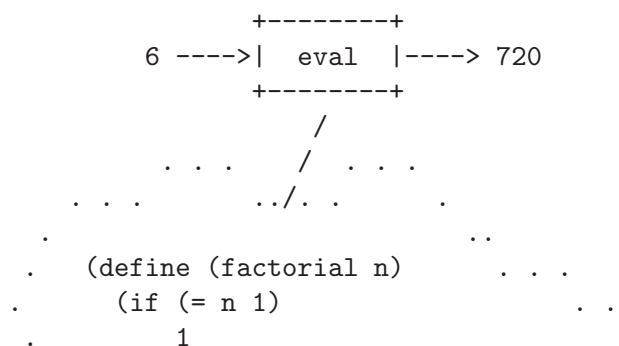 +--------+
6 ---->| eval |----> 720
+--------+
/
. . . / . . .
. . . ../. . .
. ..
. (define (factorial n) . . .
. (if (= n 1) . .
. 1